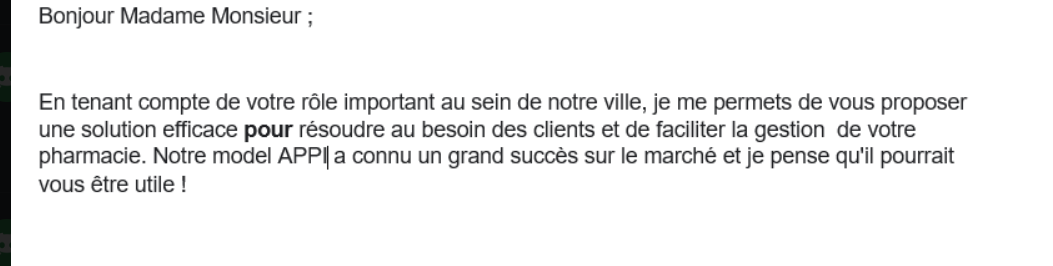 Bonjour Madame Monsieur ;
En tenant compte de votre rôle important au sein de notre ville, je me permets de vous proposer
une solution efficace pour résoudre au besoin des clients et de faciliter la gestion  de votre
pharmacie. Notre model APPI a connu un grand succès sur le marché et je pense qu'il pourrait
vous être utile !